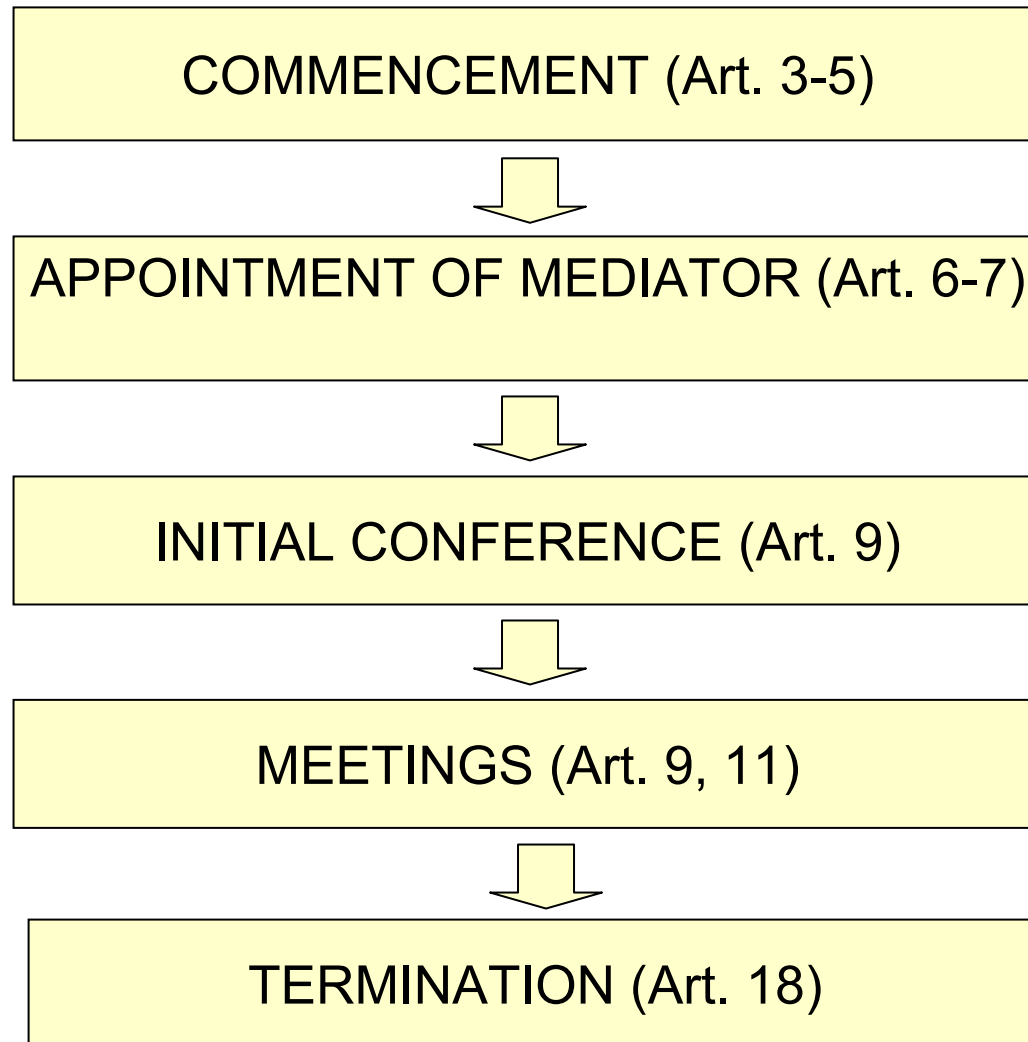 COMMENCEMENT (Art. 3-5)
APPOINTMENT OF MEDIATOR (Art. 6-7)
INITIAL CONFERENCE (Art. 9)
MEETINGS (Art. 9, 11)
TERMINATION (Art. 18)